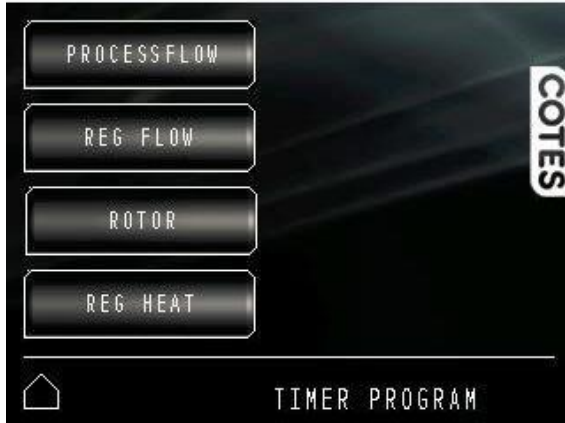 PROCESSFLOW
REG FLOW
ROTOR
REG HEAT
COTES
TIMER PROGRAM